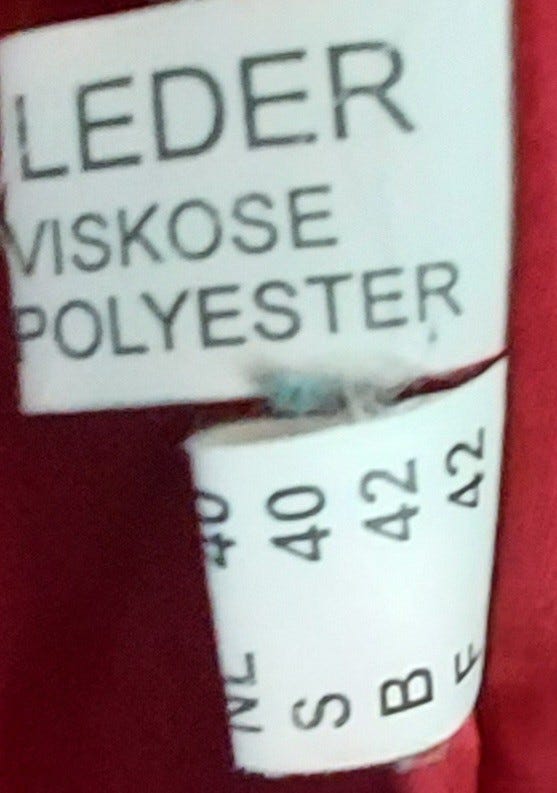 LEDER
VISKOSE
POLYESTER
NL 40
S 40
B 42
F 42